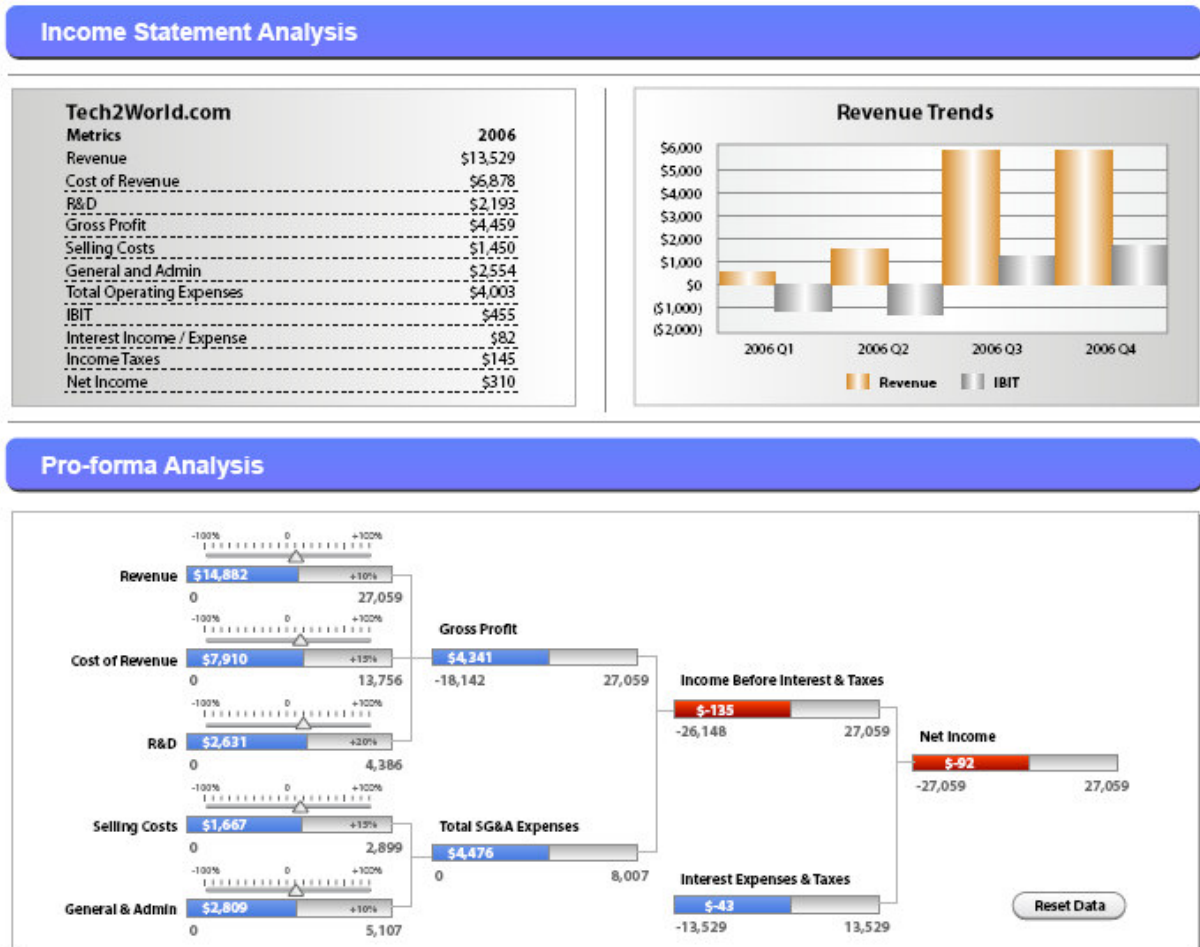 Income Statement Analysis
Tech2World.com
Metrics 2006
Revenue $13,529
Cost of Revenue $6,878
R&D $2,193
Gross Profit $4,459
Selling Costs $1,450
General and Admin $2,554
Total Operating Expenses $4,003
IBIT $455
Interest Income / Expense $82
Income Taxes $145
Net Income $310
Revenue Trends
$6,000
$5,000
$4,000
$3,000
$2,000
$1,000
$0
($1,000)
($2,000)
2006 Q1 2006 Q2 2006 Q3 2006 Q4
Revenue IBIT
Pro-forma Analysis
-100% 0 +100%
Revenue $14,882 +10%
0 27,059
-100% 0 +100%
Cost of Revenue $7,910 +15%
0 13,756
-100% 0 +100%
R&D $2,631 +20%
0 4,386
-100% 0 +100%
Selling Costs $1,667 +15%
0 2,899
-100% 0 +100%
General & Admin $2,809 +10%
0 5,107
Gross Profit
$4,341
-18,142 27,059
Total SG&A Expenses
$4,476
0 8,007
Income Before Interest & Taxes
$-135
-26,148 27,059
Interest Expenses & Taxes
$-43
-13,529 13,529
Net Income
$-92
-27,059 27,059
Reset Data